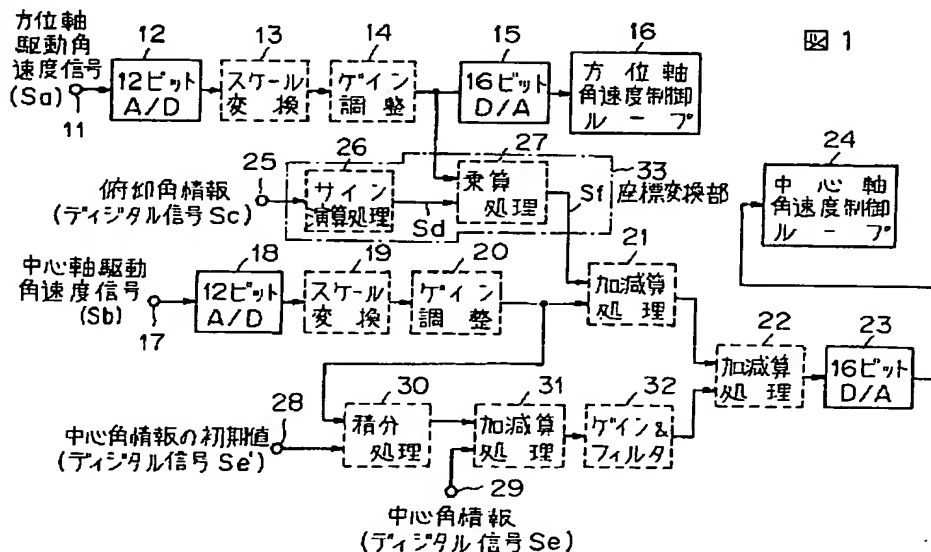 図 1
方位軸
駆動角
速度信号
(Sa)
11
12
12ビット
A/D
13
スケール
変換
14
ゲイン
調整
15
16ビット
D/A
16
方位軸
角速度制御
ループ
25
俯仰角情報
(ディジタル信号 Sc)
26
サイン
演算処理
Sd
27
乗算
処理
Sf
33
座標変換部
24
中心軸
角速度制御
ループ
中心軸駆動
角速度信号
(Sb)
17
18
12ビット
A/D
19
スケール
変換
20
ゲイン
調整
21
加減算
処理
22
加減算
処理
23
16ビット
D/A
28
中心角情報の初期値
(ディジタル信号 Se')
30
積分
処理
31
加減算
処理
32
ゲイン&
フィルタ
29
中心角情報
(ディジタル信号 Se)